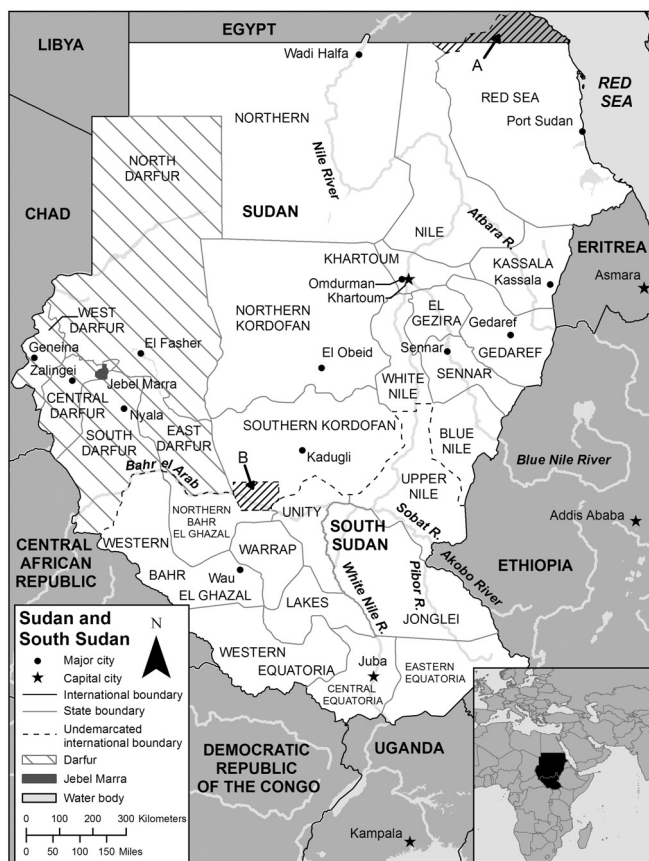 EGYPT
LIBYA
Wadi Halfa
A
RED SEA
RED
SEA
Port Sudan
NORTHERN
NORTH
DARFUR
Nile River
CHAD
SUDAN
Atbara R.
NILE
ERITREA
Asmara
KHARTOUM
Omdurman
Khartoum
KASSALA
Kassala
WEST
DARFUR
NORTHERN
KORDOFAN
EL
GEZIRA
Gedaref
GEDAREF
Geneina
El Fasher
Zalingei
Jebel Marra
El Obeid
Sennar
SENNAR
CENTRAL
DARFUR
Nyala
WHITE
NILE
SOUTH
DARFUR
EAST
DARFUR
SOUTHERN KORDOFAN
BLUE
NILE
Kadugli
Bahr el Arab
B
Blue Nile River
UPPER
NILE
NORTHERN
BAHR
EL GHAZAL
UNITY
Addis Ababa
SOUTH
SUDAN
Sobat R.
CENTRAL
AFRICAN
REPUBLIC
WESTERN
BAHR
EL GHAZAL
WARRAP
Wau
ETHIOPIA
Akobo River
White Nile R.
Pibor R.
LAKES
JONGLEI
WESTERN
EQUATORIA
Juba
CENTRAL
EQUATORIA
EASTERN
EQUATORIA
DEMOCRATIC
REPUBLIC
OF THE CONGO
UGANDA
Kampala
Sudan and
South Sudan
N
Major city
Capital city
International boundary
State boundary
Undemarcated
international boundary
Darfur
Jebel Marra
Water body
0 100 200 300 Kilometers
0 50 100 150 Miles